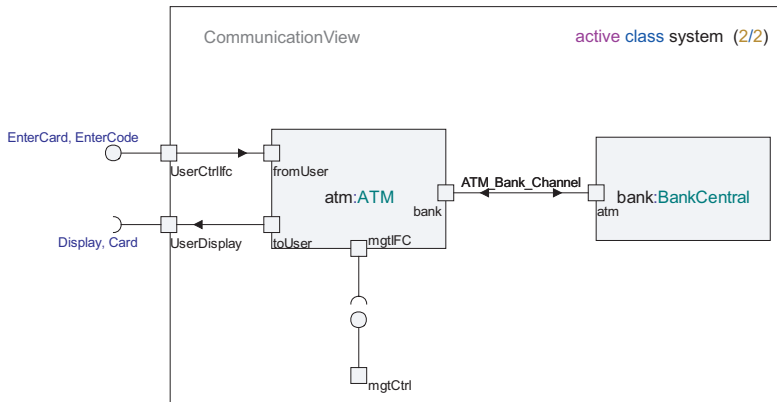 CommunicationView
active class system (2/2)
EnterCard, EnterCode
UserCtrlIfc
fromUser
atm:ATM
ATM_Bank_Channel
bank
atm
bank:BankCentral
Display, Card
UserDisplay
toUser
mgtIFC
mgtCtrl